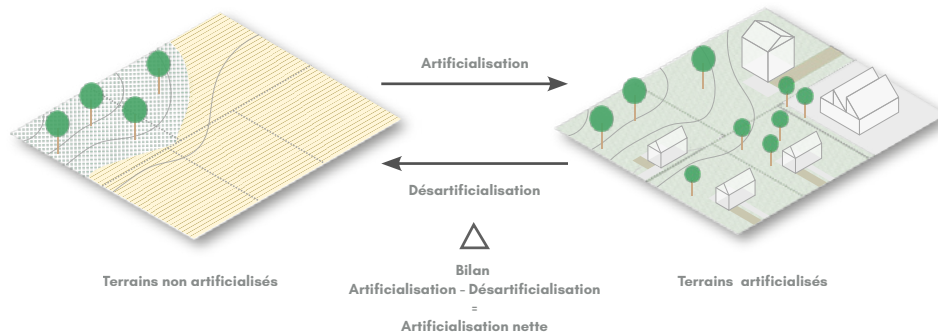 Artificialisation
Désartificialisation
Terrains non artificialisés
Bilan
Artificialisation - Désartificialisation
=
Artificialisation nette
Terrains artificialisés